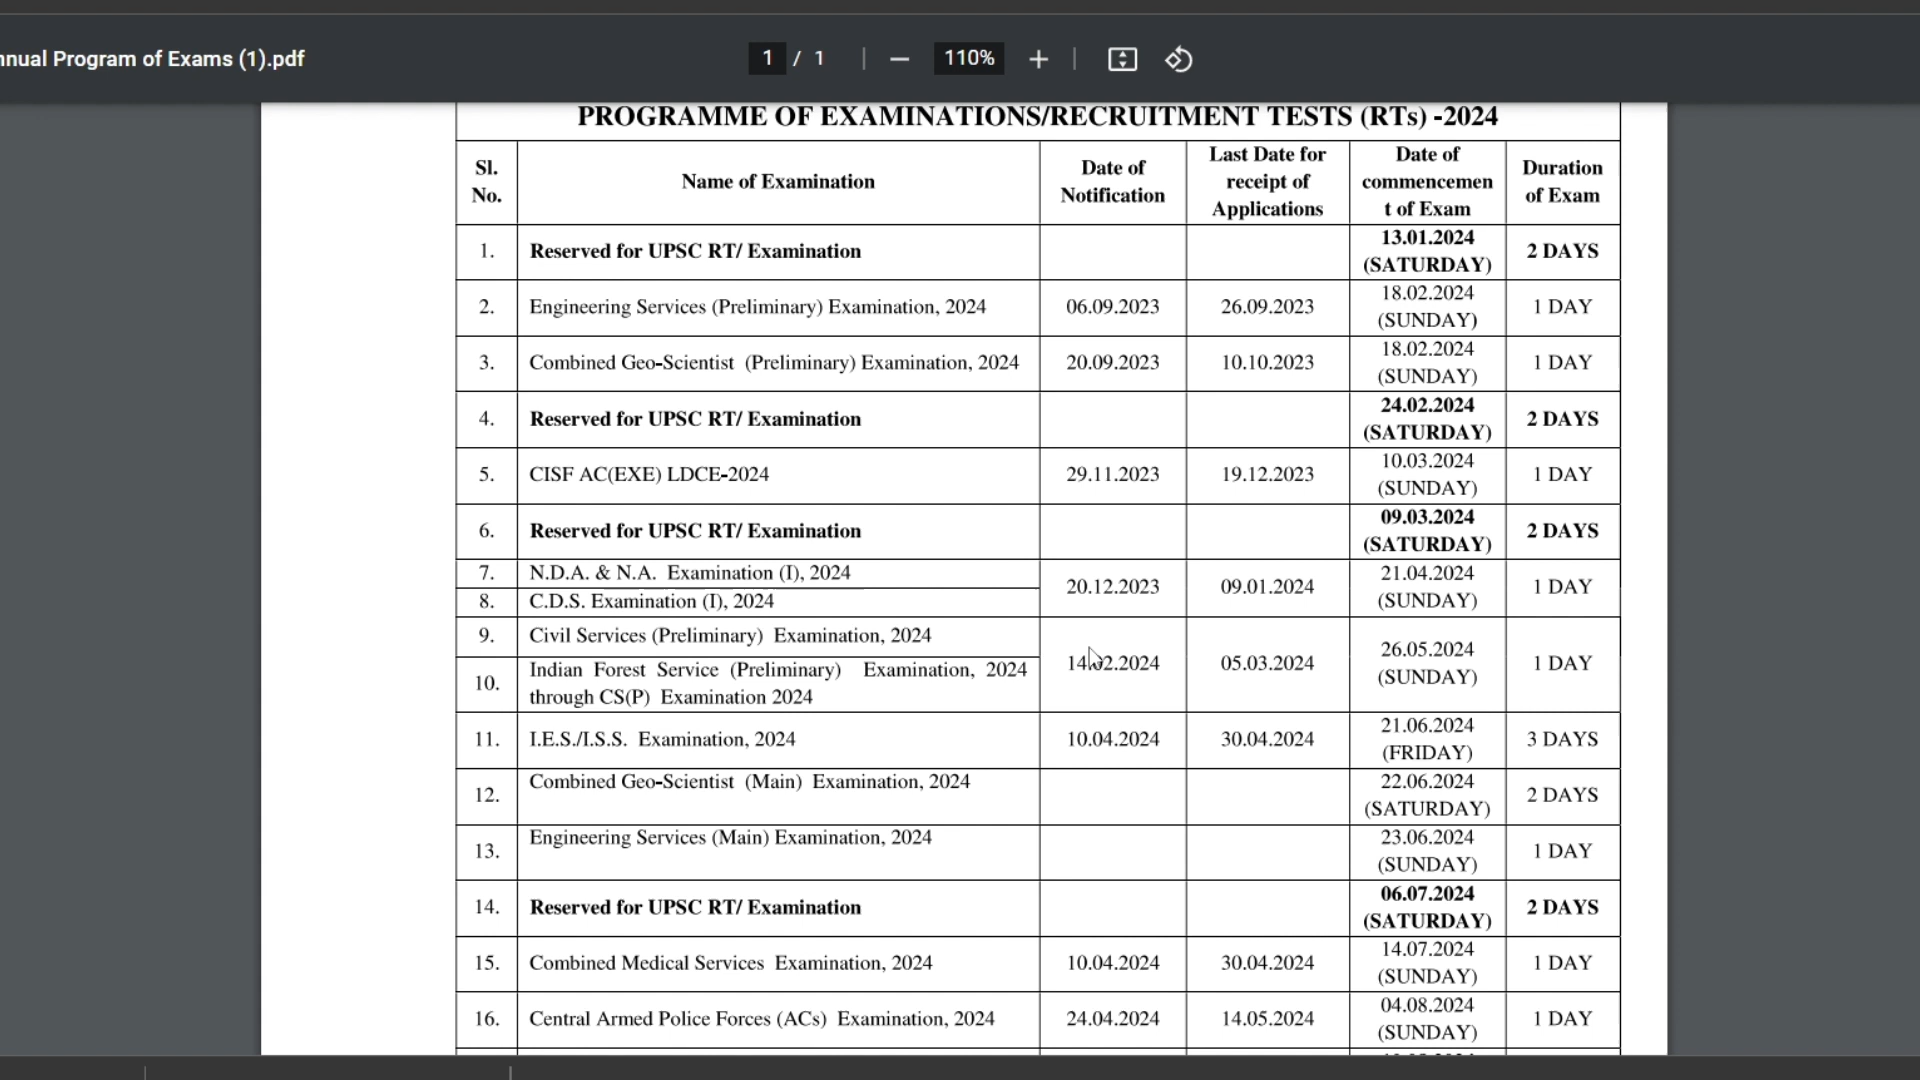 nnual Program of Exams (1).pdf
1 / 1
110%
PROGRAMME OF EXAMINATIONS/RECRUITMENT TESTS (RTs) -2024
Sl. No. Name of Examination Date of Notification Last Date for receipt of Applications Date of commencemen t of Exam Duration of Exam
1. Reserved for UPSC RT/ Examination 13.01.2024 (SATURDAY) 2 DAYS
2. Engineering Services (Preliminary) Examination, 2024 06.09.2023 26.09.2023 18.02.2024 (SUNDAY) 1 DAY
3. Combined Geo-Scientist (Preliminary) Examination, 2024 20.09.2023 10.10.2023 18.02.2024 (SUNDAY) 1 DAY
4. Reserved for UPSC RT/ Examination 24.02.2024 (SATURDAY) 2 DAYS
5. CISF AC(EXE) LDCE-2024 29.11.2023 19.12.2023 10.03.2024 (SUNDAY) 1 DAY
6. Reserved for UPSC RT/ Examination 09.03.2024 (SATURDAY) 2 DAYS
7. N.D.A. & N.A. Examination (I), 2024 20.12.2023 09.01.2024 21.04.2024 (SUNDAY) 1 DAY
8. C.D.S. Examination (I), 2024
9. Civil Services (Preliminary) Examination, 2024 14.02.2024 05.03.2024 26.05.2024 (SUNDAY) 1 DAY
10. Indian Forest Service (Preliminary) Examination, 2024
through CS(P) Examination 2024
11. I.E.S./I.S.S. Examination, 2024 10.04.2024 30.04.2024 21.06.2024 (FRIDAY) 3 DAYS
12. Combined Geo-Scientist (Main) Examination, 2024 22.06.2024 (SATURDAY) 2 DAYS
13. Engineering Services (Main) Examination, 2024 23.06.2024 (SUNDAY) 1 DAY
14. Reserved for UPSC RT/ Examination 06.07.2024 (SATURDAY) 2 DAYS
15. Combined Medical Services Examination, 2024 10.04.2024 30.04.2024 14.07.2024 (SUNDAY) 1 DAY
16. Central Armed Police Forces (ACs) Examination, 2024 24.04.2024 14.05.2024 04.08.2024 (SUNDAY) 1 DAY